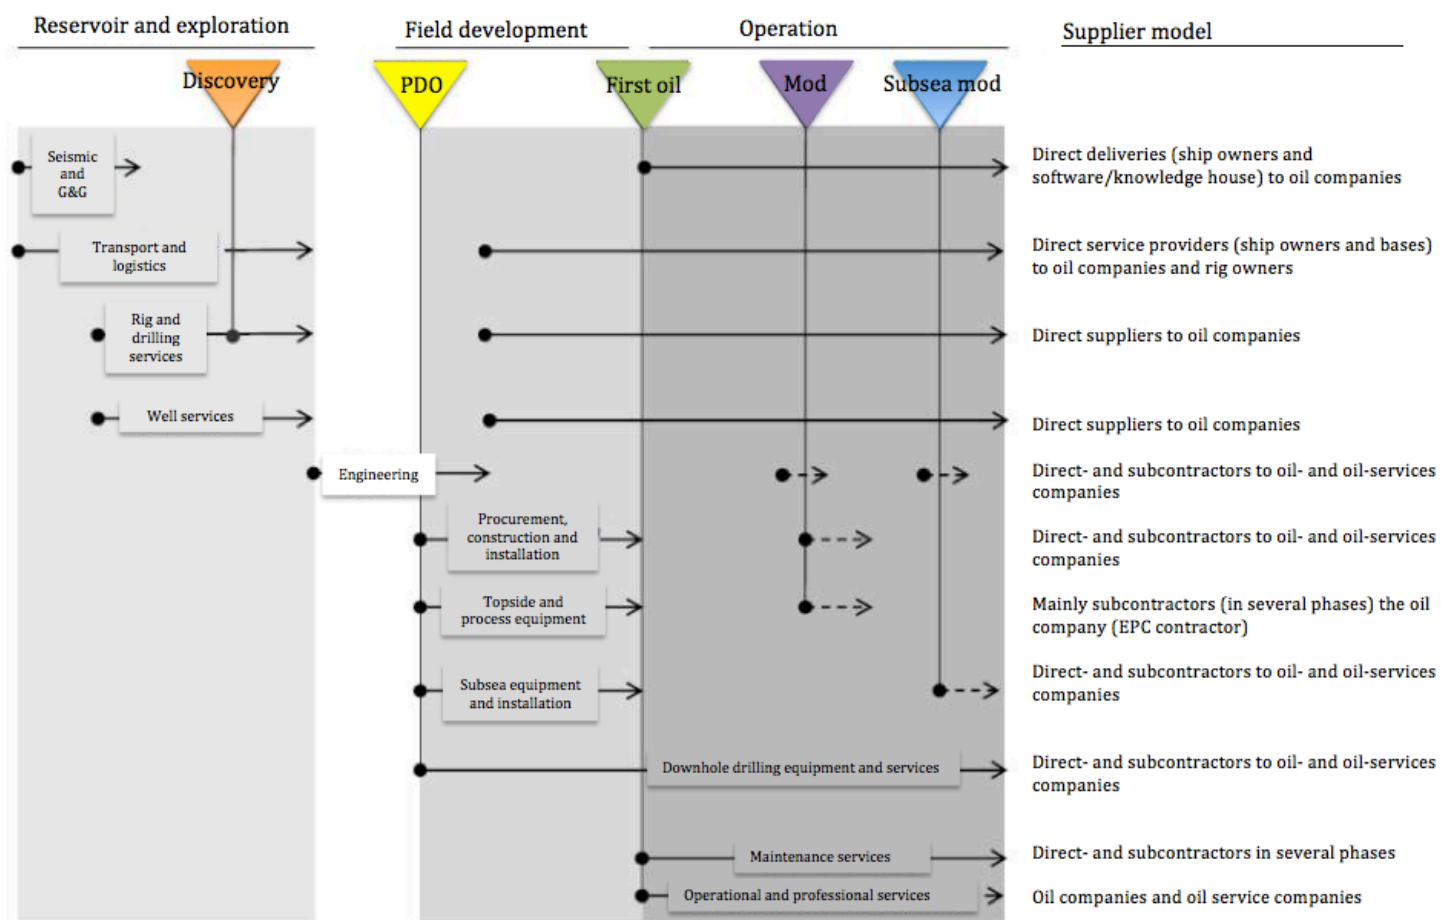 Reservoir and exploration
Field development
Operation
Supplier model
Discovery
PDO
First oil
Mod
Subsea mod
Seismic
and
G&G
Direct deliveries (ship owners and
software/knowledge house) to oil companies
Transport and
logistics
Direct service providers (ship owners and bases)
to oil companies and rig owners
Rig and
drilling
services
Direct suppliers to oil companies
Well services
Direct suppliers to oil companies
Engineering
Direct- and subcontractors to oil- and oil-services
companies
Procurement,
construction and
installation
Direct- and subcontractors to oil- and oil-services
companies
Topside and
process equipment
Mainly subcontractors (in several phases) the oil
company (EPC contractor)
Subsea equipment
and installation
Direct- and subcontractors to oil- and oil-services
companies
Downhole drilling equipment and services
Direct- and subcontractors to oil- and oil-services
companies
Maintenance services
Direct- and subcontractors in several phases
Operational and professional services
Oil companies and oil service companies